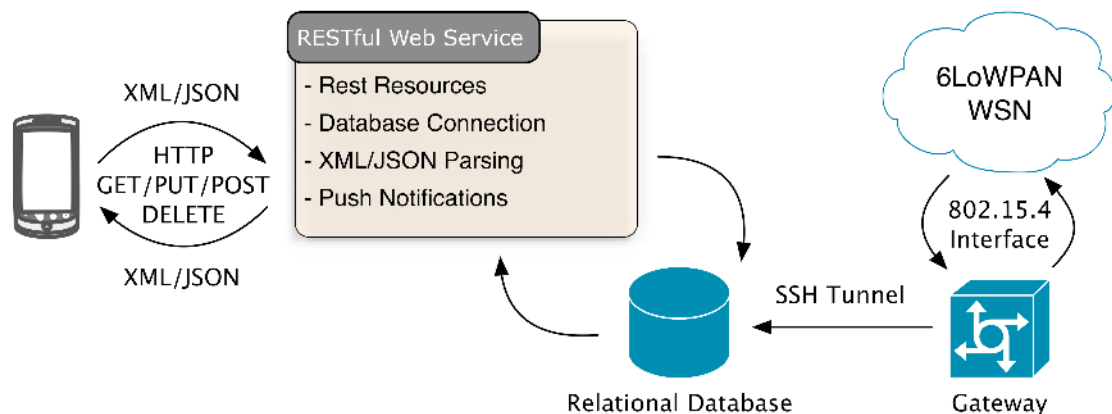 XML/JSON
HTTP
GET/PUT/POST
DELETE
XML/JSON
RESTful Web Service
- Rest Resources
- Database Connection
- XML/JSON Parsing
- Push Notifications
Relational Database
SSH Tunnel
6LoWPAN
WSN
802.15.4
Interface
Gateway